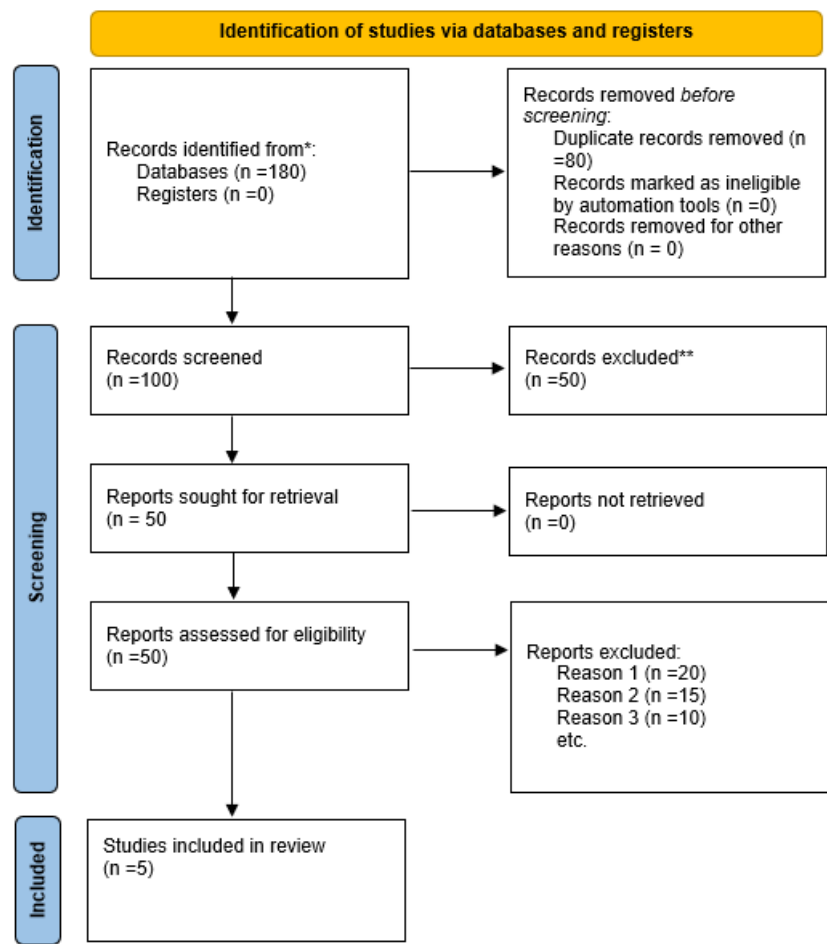 Identification of studies via databases and registers
Identification
Records identified from*:
Databases (n =180)
Registers (n =0)
Records removed before
screening:
Duplicate records removed (n
=80)
Records marked as ineligible
by automation tools (n =0)
Records removed for other
reasons (n = 0)
Screening
Records screened
(n =100)
Records excluded**
(n =50)
Reports sought for retrieval
(n = 50
Reports not retrieved
(n =0)
Reports assessed for eligibility
(n =50)
Reports excluded:
Reason 1 (n =20)
Reason 2 (n =15)
Reason 3 (n =10)
etc.
Included
Studies included in review
(n =5)